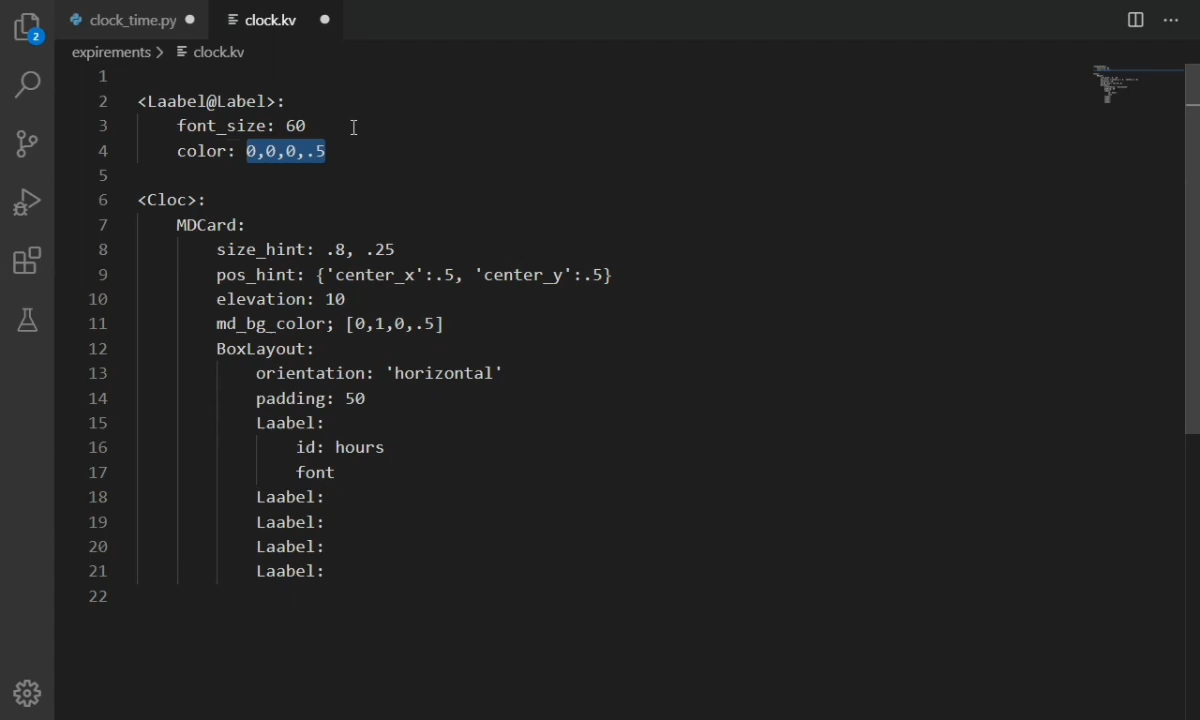 clock_time.py clock.kv
2
expirements > clock.kv
1
2 <Laabel@Label>:
3 font_size: 60
4 color: 0,0,0,.5
5
6 <Cloc>:
7 MDCard:
8 size_hint: .8, .25
9 pos_hint: {'center_x':.5, 'center_y':.5}
10 elevation: 10
11 md_bg_color; [0,1,0,.5]
12 BoxLayout:
13 orientation: 'horizontal'
14 padding: 50
15 Laabel:
16 id: hours
17 font
18 Laabel:
19 Laabel:
20 Laabel:
21 Laabel:
22